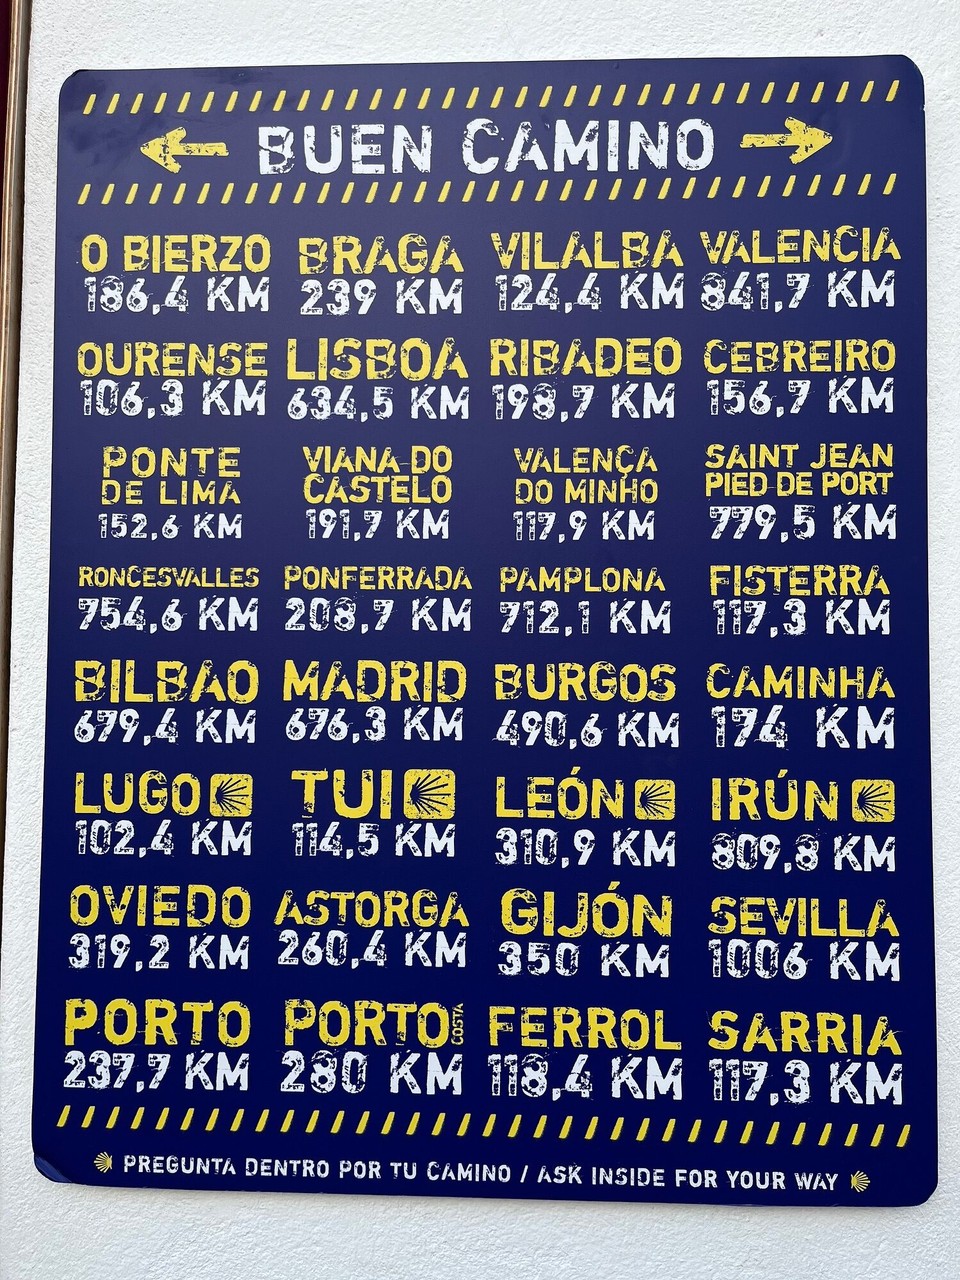 BUEN CAMINO
O BIERZO BRAGA VILALBA VALENCIA
186,4 KM 239 KM 124,4 KM 841,7 KM
OURENSE LISBOA RIBADEO CEBREIRO
106,3 KM 634,5 KM 198,7 KM 156,7 KM
PONTE VIANA DO VALENÇA SAINT JEAN
DE LIMA CASTELO DO MINHO PIED DE PORT
152,6 KM 191,7 KM 117,9 KM 779,5 KM
RONCESVALLES PONFERRADA PAMPLONA FISTERRA
754,6 KM 208,7 KM 712,1 KM 117,3 KM
BILBAO MADRID BURGOS CAMINHA
679,4 KM 676,3 KM 490,6 KM 174 KM
LUGO TUI LEÓN IRÚN
102,4 KM 114,5 KM 310,9 KM 809,8 KM
OVIEDO ASTORGA GIJÓN SEVILLA
319,2 KM 260,4 KM 350 KM 1006 KM
PORTO PORTO COSTA FERROL SARRIA
237,7 KM 280 KM 118,4 KM 117,3 KM
PREGUNTA DENTRO POR TU CAMINO / ASK INSIDE FOR YOUR WAY